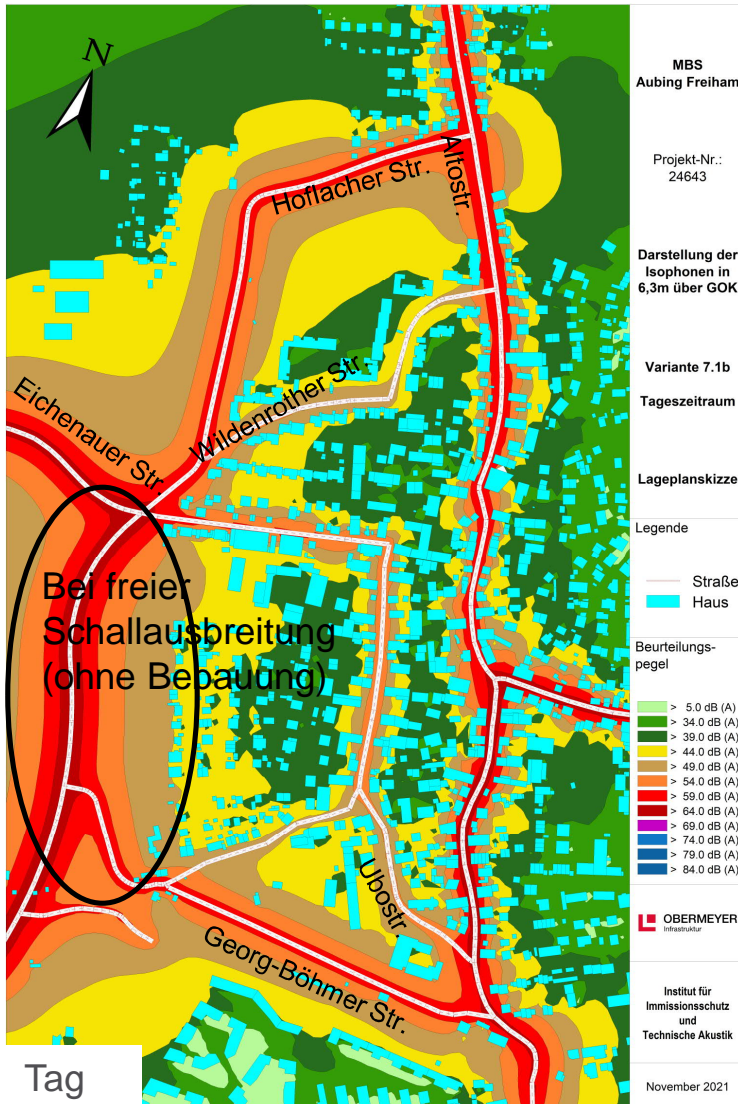 N
Altostr.
Hoflacher Str.
Wildenrother Str.
Eichenauer Str.
Bei freier
Schallausbreitung
(ohne Bebauung)
Ubostr
Georg-Böhmer Str.
Tag
MBS
Aubing Freiham
Projekt-Nr.:
24643
Darstellung der
Isophonen in
6,3m über GOK
Variante 7.1b
Tageszeitraum
Lageplanskizze
Legende
Straße
Haus
Beurteilungs-
pegel
> 5.0 dB (A)
> 34.0 dB (A)
> 39.0 dB (A)
> 44.0 dB (A)
> 49.0 dB (A)
> 54.0 dB (A)
> 59.0 dB (A)
> 64.0 dB (A)
> 69.0 dB (A)
> 74.0 dB (A)
> 79.0 dB (A)
> 84.0 dB (A)
OBERMEYER
Infrastruktur
Institut für
Immissionsschutz
und
Technische Akustik
November 2021